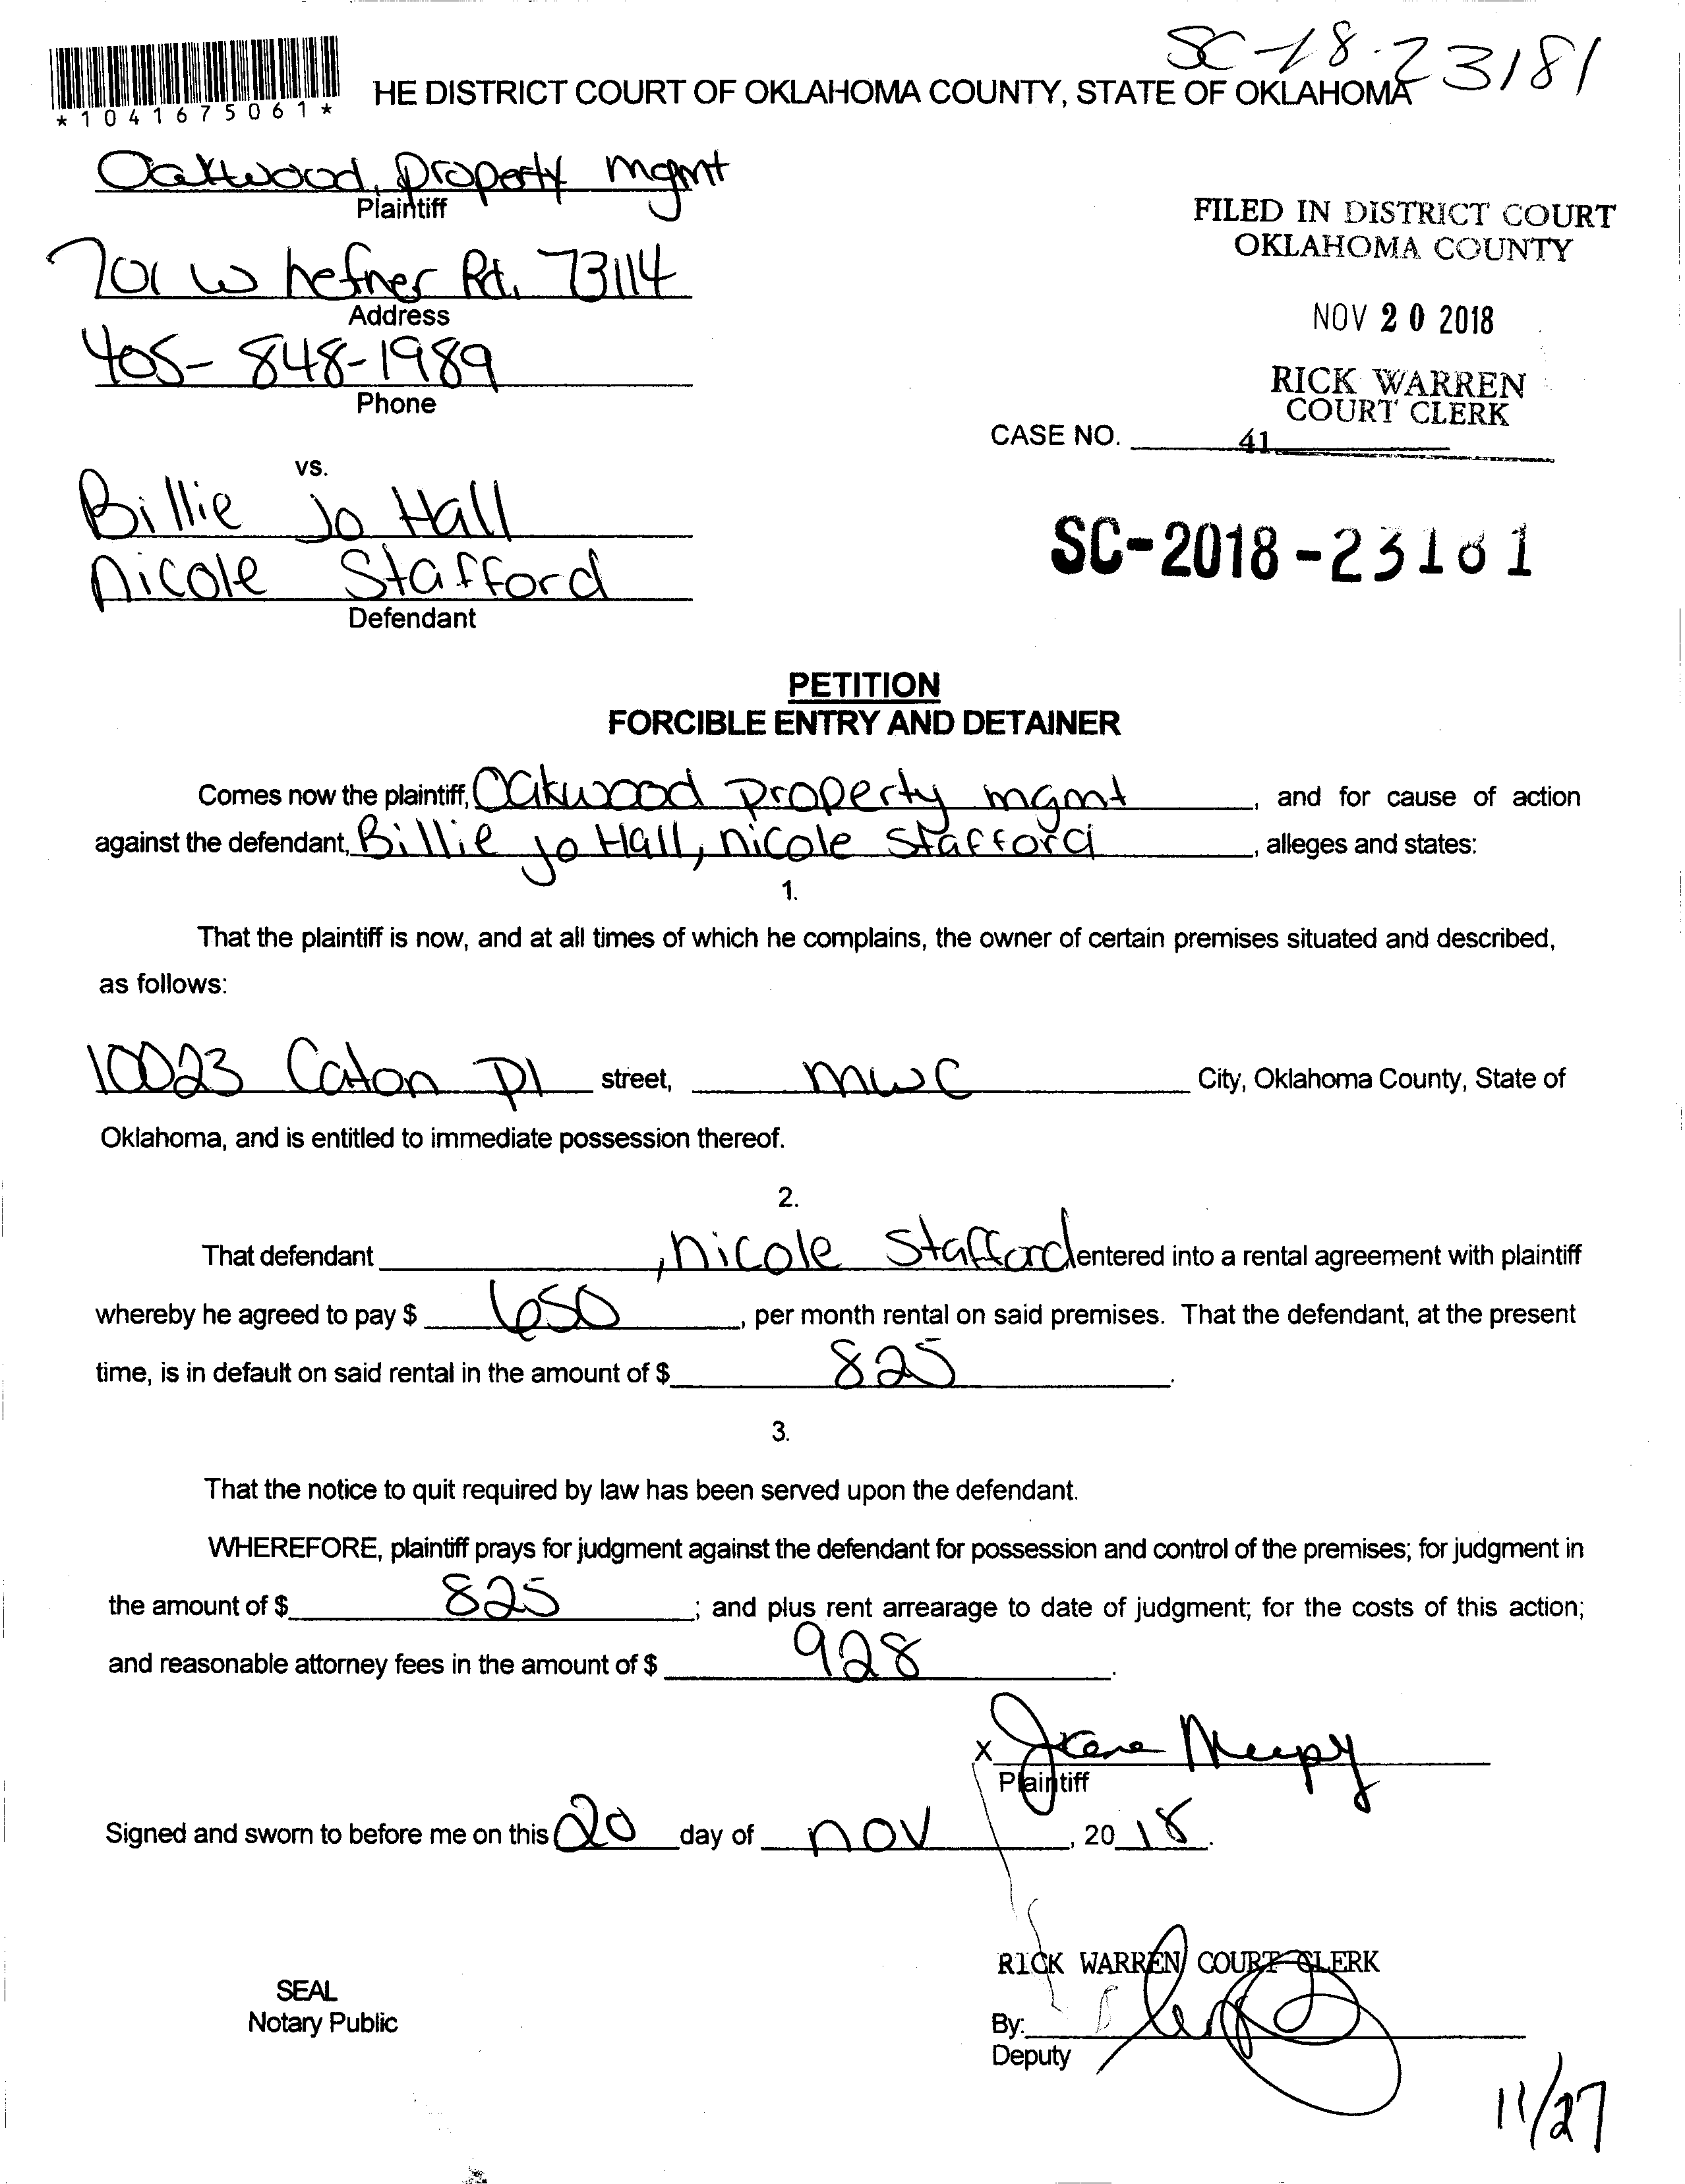 SC-18-23181
*1041675061*
HE DISTRICT COURT OF OKLAHOMA COUNTY, STATE OF OKLAHOMA
Oakwood property mgmt
Plaintiff
701 W hefner Rd. 73114
Address
405-848-1989
Phone
FILED IN DISTRICT COURT
OKLAHOMA COUNTY
NOV 20 2018
RICK WARREN
COURT CLERK
CASE NO. 41
vs.
Billie jo Hall
Nicole Stafford
Defendant
SC-2018-23181
PETITION
FORCIBLE ENTRY AND DETAINER
Comes now the plaintiff, Oakwood property mgmt, and for cause of action
against the defendant, Billie jo Hall, nicole Stafford, alleges and states:
1.
That the plaintiff is now, and at all times of which he complains, the owner of certain premises situated and described,
as follows:
10023 Caton Pl street, mwc City, Oklahoma County, State of
Oklahoma, and is entitled to immediate possession thereof.
2.
That defendant , nicole Stafford entered into a rental agreement with plaintiff
whereby he agreed to pay $ 650, per month rental on said premises. That the defendant, at the present
time, is in default on said rental in the amount of $ 825.
3.
That the notice to quit required by law has been served upon the defendant.
WHEREFORE, plaintiff prays for judgment against the defendant for possession and control of the premises; for judgment in
the amount of $ 825; and plus rent arrearage to date of judgment; for the costs of this action;
and reasonable attorney fees in the amount of $ 928.
X
Plaintiff
Signed and sworn to before me on this 20 day of nov, 20 18.
RICK WARREN COURT CLERK
SEAL
Notary Public
By:
Deputy
11/27